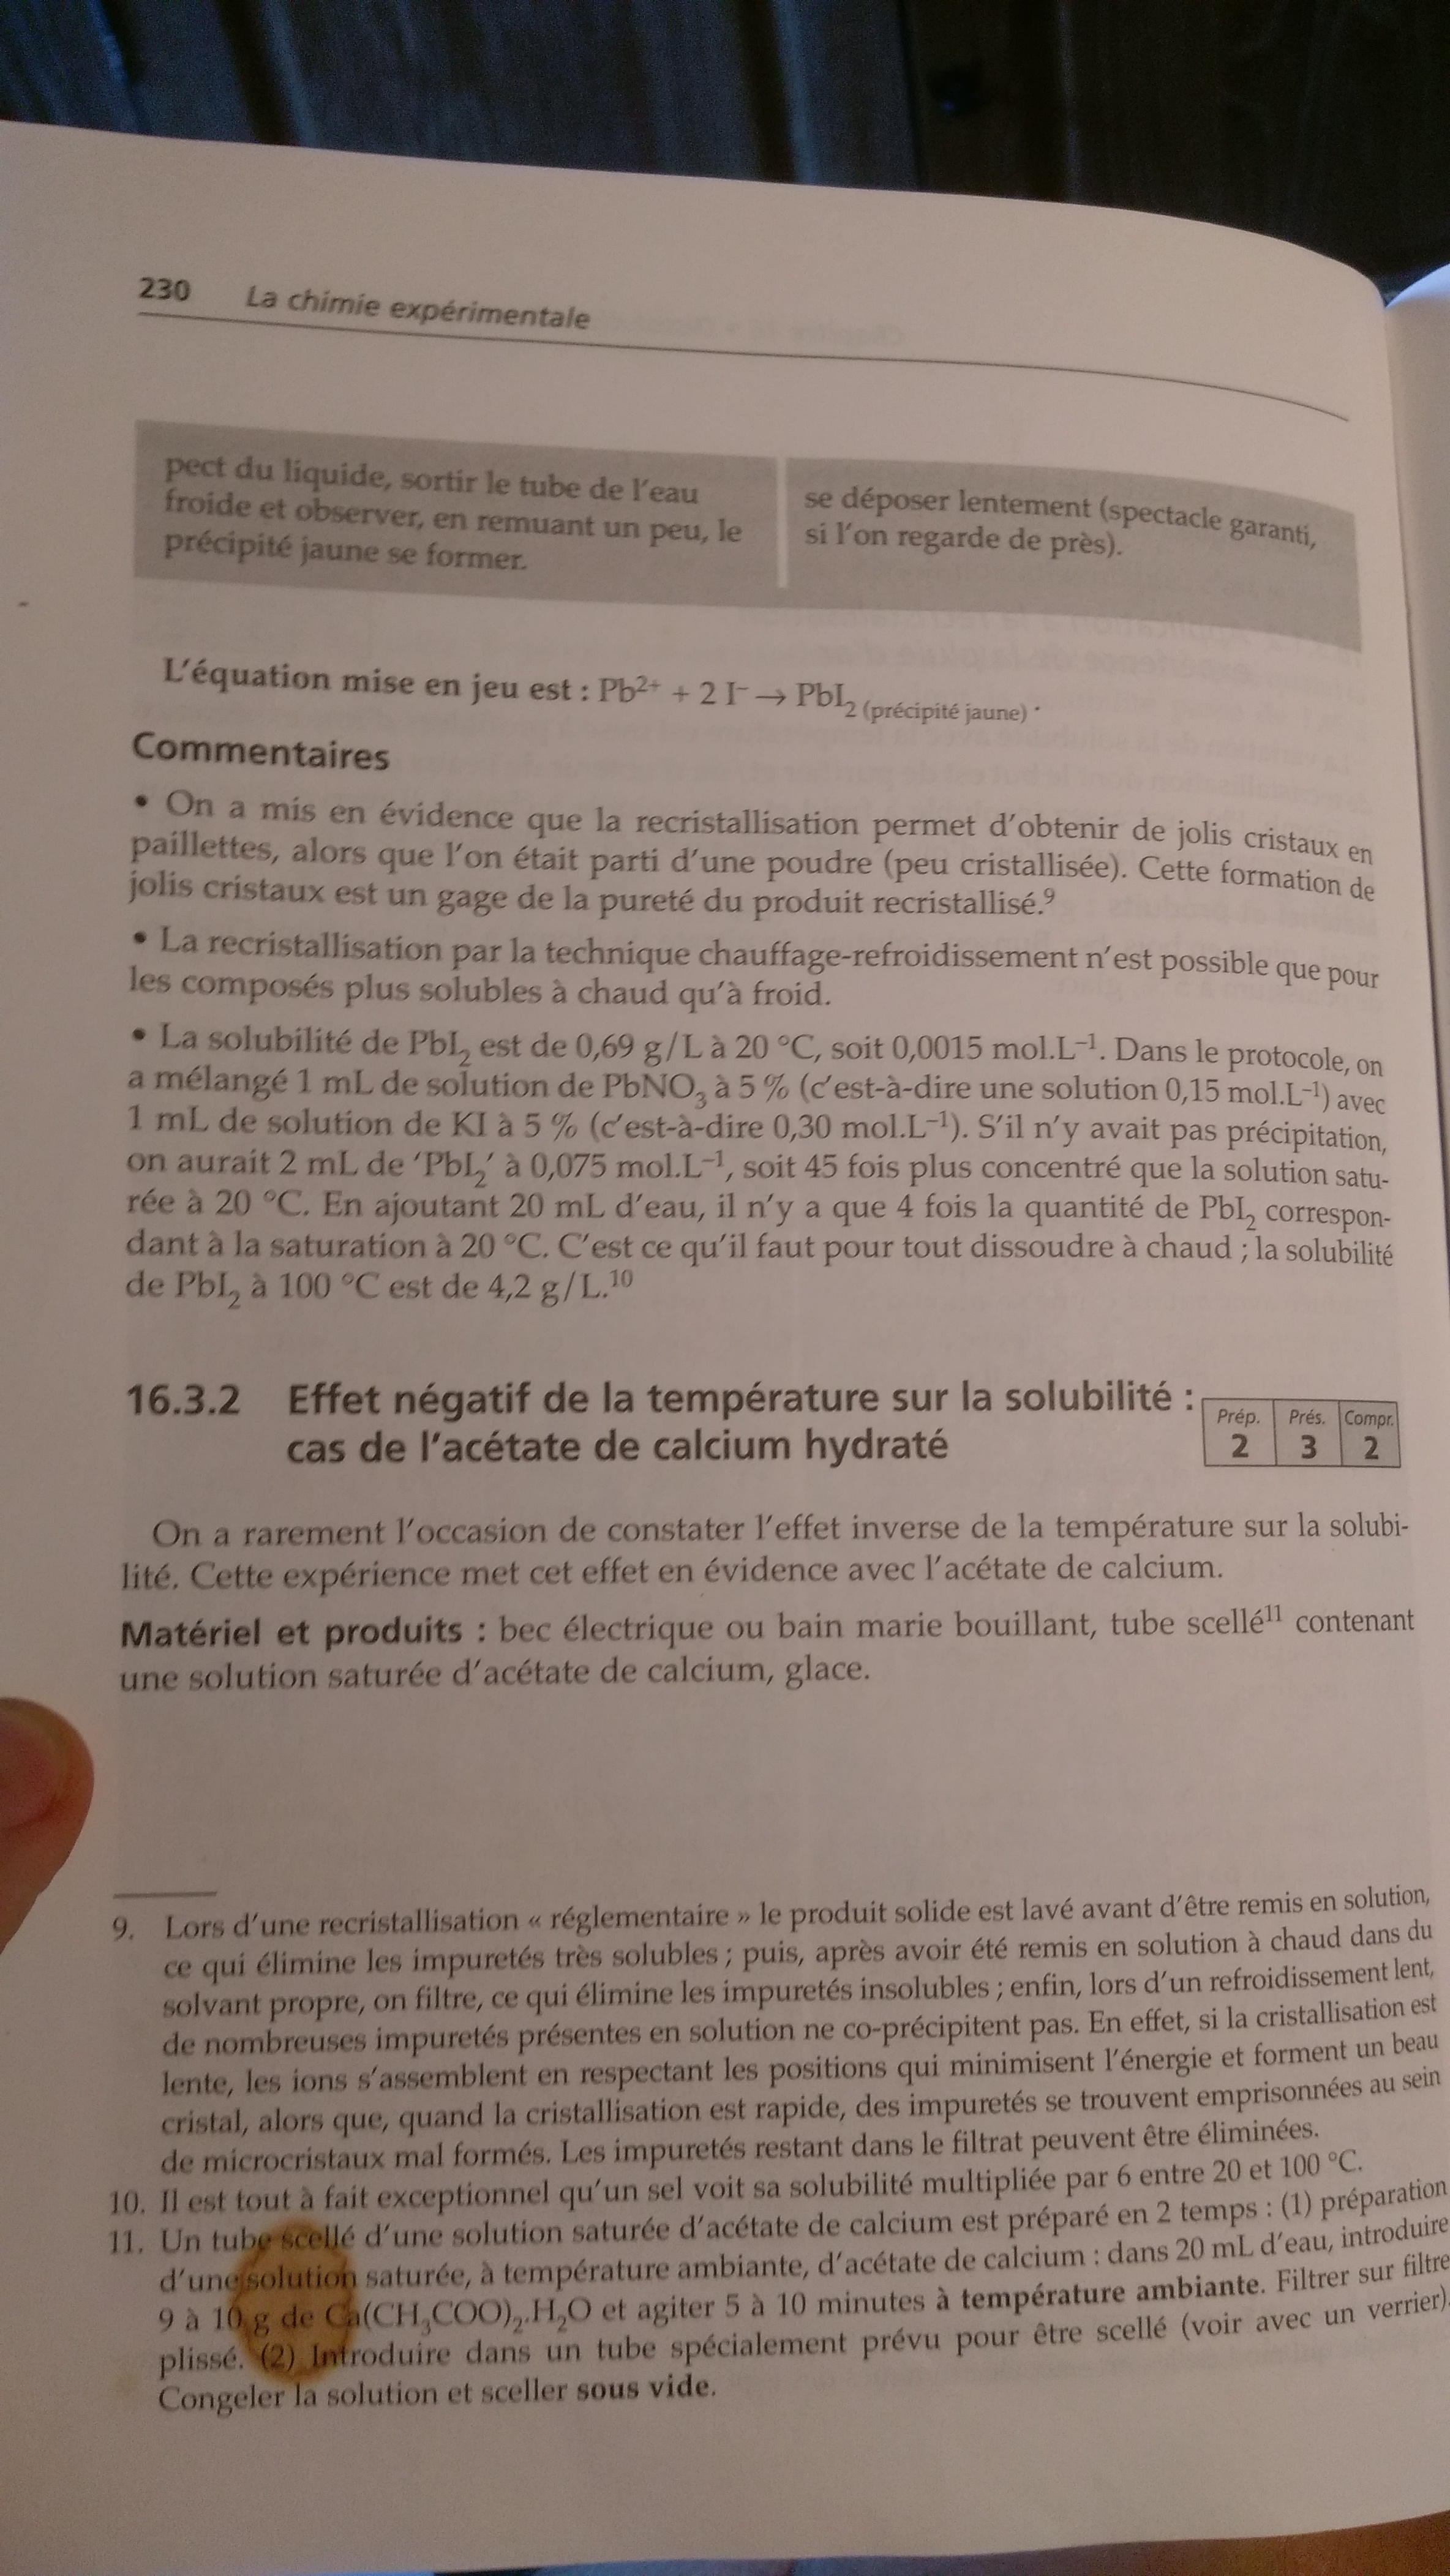 230 La chimie expérimentale
pect du liquide, sortir le tube de l'eau
froide et observer, en remuant un peu, le
précipité jaune se former.
se déposer lentement (spectacle garanti,
si l'on regarde de près).
L'équation mise en jeu est : Pb²⁺ + 2 I⁻ → PbI₂ (précipité jaune) .
Commentaires
• On a mis en évidence que la recristallisation permet d'obtenir de jolis cristaux en
paillettes, alors que l'on était parti d'une poudre (peu cristallisée). Cette formation de
jolis cristaux est un gage de la pureté du produit recristallisé.⁹
• La recristallisation par la technique chauffage-refroidissement n'est possible que pour
les composés plus solubles à chaud qu'à froid.
• La solubilité de PbI₂ est de 0,69 g/L à 20 °C, soit 0,0015 mol.L⁻¹. Dans le protocole, on
a mélangé 1 mL de solution de PbNO₃ à 5 % (c'est-à-dire une solution 0,15 mol.L⁻¹) avec
1 mL de solution de KI à 5 % (c'est-à-dire 0,30 mol.L⁻¹). S'il n'y avait pas précipitation,
on aurait 2 mL de 'PbI₂' à 0,075 mol.L⁻¹, soit 45 fois plus concentré que la solution satu-
rée à 20 °C. En ajoutant 20 mL d'eau, il n'y a que 4 fois la quantité de PbI₂ correspon-
dant à la saturation à 20 °C. C'est ce qu'il faut pour tout dissoudre à chaud ; la solubilité
de PbI₂ à 100 °C est de 4,2 g/L.¹⁰
16.3.2 Effet négatif de la température sur la solubilité :
cas de l'acétate de calcium hydraté
Prép. Prés. Compr.
2 3 2
On a rarement l'occasion de constater l'effet inverse de la température sur la solubi-
lité. Cette expérience met cet effet en évidence avec l'acétate de calcium.
Matériel et produits : bec électrique ou bain marie bouillant, tube scellé¹¹ contenant
une solution saturée d'acétate de calcium, glace.
9. Lors d'une recristallisation « réglementaire » le produit solide est lavé avant d'être remis en solution,
ce qui élimine les impuretés très solubles ; puis, après avoir été remis en solution à chaud dans du
solvant propre, on filtre, ce qui élimine les impuretés insolubles ; enfin, lors d'un refroidissement lent,
de nombreuses impuretés présentes en solution ne co-précipitent pas. En effet, si la cristallisation est
lente, les ions s'assemblent en respectant les positions qui minimisent l'énergie et forment un beau
cristal, alors que, quand la cristallisation est rapide, des impuretés se trouvent emprisonnées au sein
de microcristaux mal formés. Les impuretés restant dans le filtrat peuvent être éliminées.
10. Il est tout à fait exceptionnel qu'un sel voit sa solubilité multipliée par 6 entre 20 et 100 °C.
11. Un tube scellé d'une solution saturée d'acétate de calcium est préparé en 2 temps : (1) préparation
d'une solution saturée, à température ambiante, d'acétate de calcium : dans 20 mL d'eau, introduire
9 à 10 g de Ca(CH₃COO)₂.H₂O et agiter 5 à 10 minutes à température ambiante. Filtrer sur filtre
plissé. (2) Introduire dans un tube spécialement prévu pour être scellé (voir avec un verrier).
Congeler la solution et sceller sous vide.